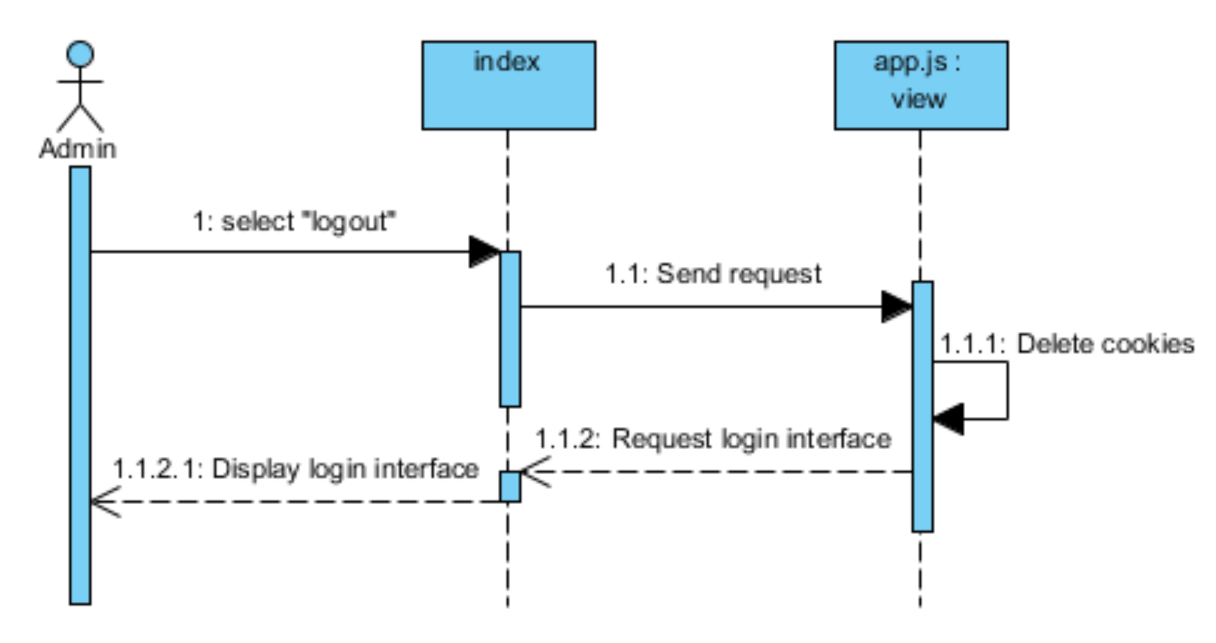 index
app.js :
view
Admin
1: select "logout"
1.1: Send request
1.1.1: Delete cookies
1.1.2: Request login interface
1.1.2.1: Display login interface